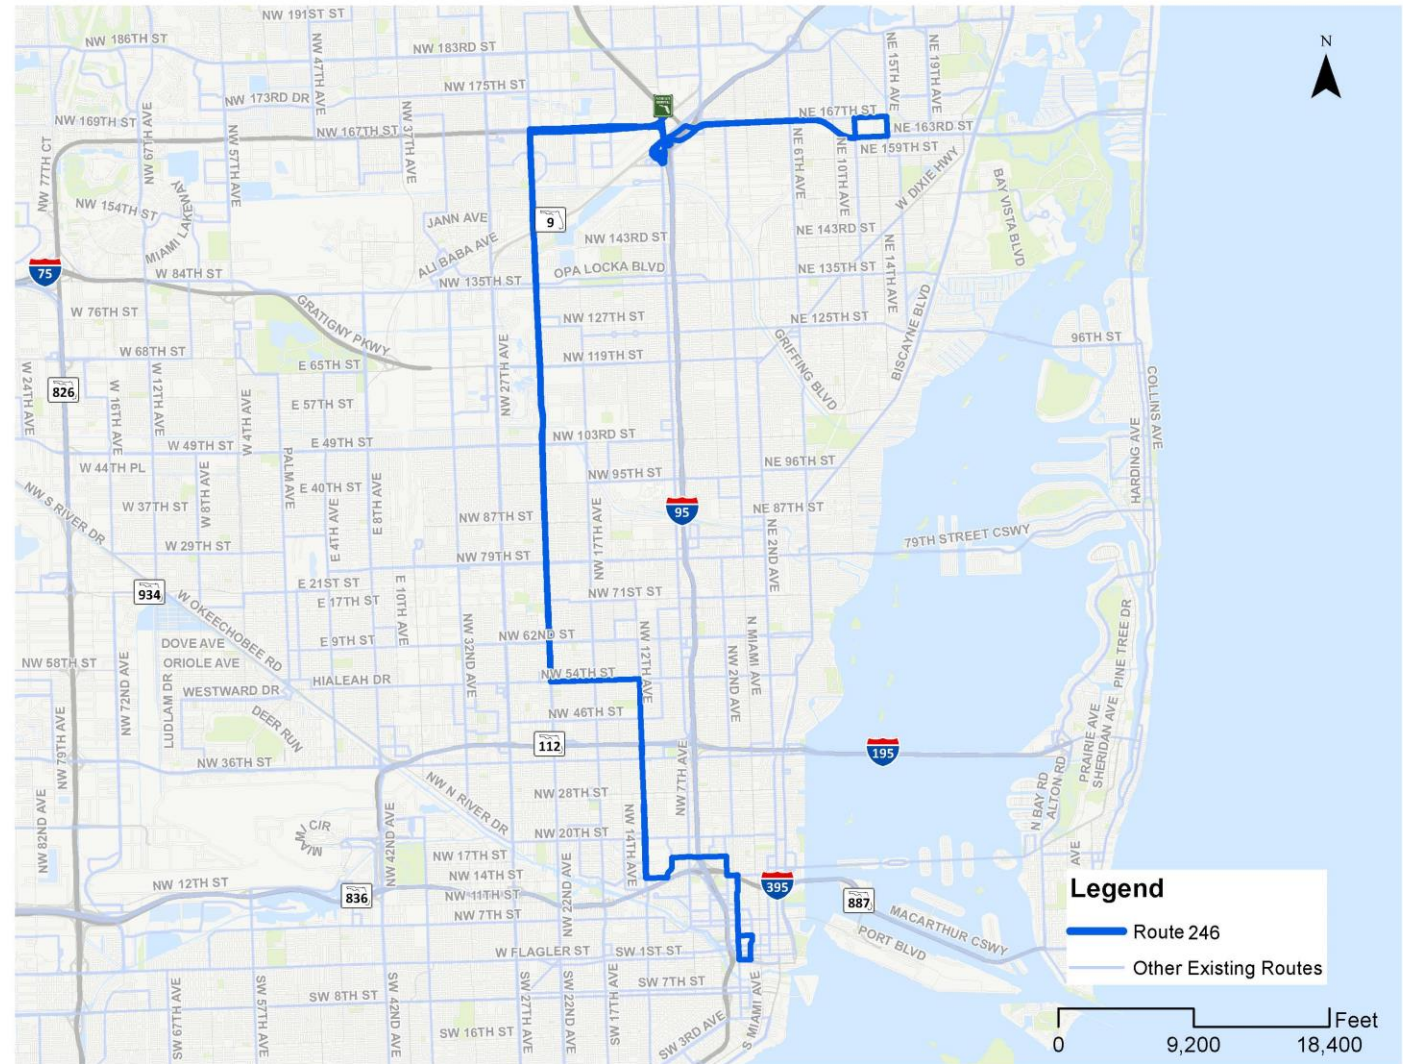 NW 191ST ST
NW 186TH ST
NW 183RD ST
NW 47TH AVE
NE 15TH AVE
NE 19TH AVE
N
NW 175TH ST
NW 173RD DR
NW 169TH ST
NW 67TH AVE
NW 57TH AVE
NW 37TH AVE
NW 167TH ST
NE 167TH ST
NE 163RD ST
NE 159TH ST
NE 6TH AVE
NE 10TH AVE
W DIXIE HWY
NW 77TH CT
NW 154TH ST
MIAMI LAKEWAY
JANN AVE
ALI BABA AVE
9
NW 143RD ST
NE 143RD ST
NE 14TH AVE
BAY VISTA BLVD
75
W 84TH ST
NW 135TH ST
OPA LOCKA BLVD
NE 135TH ST
GRATIGNY PKWY
W 76TH ST
NW 127TH ST
NE 125TH ST
BISCAYNE BLVD
96TH ST
W 68TH ST
E 65TH ST
NW 27TH AVE
NW 119TH ST
GRIFFING BLVD
COLLINS AVE
HARDING AVE
826
W 24TH AVE
W 16TH AVE
W 12TH AVE
W 4TH AVE
E 57TH ST
W 49TH ST
E 49TH ST
NW 103RD ST
W 44TH PL
W 8TH AVE
PALM AVE
NW 95TH ST
NE 96TH ST
NW S RIVER DR
E 40TH ST
E 4TH AVE
E 8TH AVE
W 37TH ST
NW 87TH ST
NW 17TH AVE
95
NE 87TH ST
NE 2ND AVE
79TH STREET CSWY
W 29TH ST
NW 79TH ST
934
E 21ST ST
E 17TH ST
E 10TH AVE
NW 71ST ST
W OKEECHOBEE RD
DOVE AVE
E 9TH ST
NW 32ND AVE
NW 62ND ST
NW 12TH AVE
N MIAMI AVE
NW 2ND AVE
PINE TREE DR
NW 58TH ST
ORIOLE AVE
NW 72ND AVE
LUDLAM DR
WESTWARD DR
HIALEAH DR
NW 54TH ST
DEER RUN
NW 46TH ST
NW 79TH AVE
NW 36TH ST
112
NW 7TH AVE
195
PRAIRIE AVE
SHERIDAN AVE
N BAY RD
ALTON RD
NW N RIVER DR
NW 28TH ST
NW 82ND AVE
MIAMI CIR
NW 42ND AVE
NW 20TH ST
NW 14TH AVE
NW 17TH ST
NW 14TH ST
NW 22ND AVE
NW 12TH ST
836
NW 11TH ST
NW 7TH ST
395
887
MACARTHUR CSWY
PORT BLVD
AVE
W FLAGLER ST
SW 1ST ST
SW 7TH ST
SW 8TH ST
SW 67TH AVE
SW 57TH AVE
SW 42ND AVE
SW 27TH AVE
SW 22ND AVE
SW 17TH AVE
SW 16TH ST
SW 3RD AVE
S MIAMI AVE
Legend
Route 246
Other Existing Routes
Feet
0 9,200 18,400